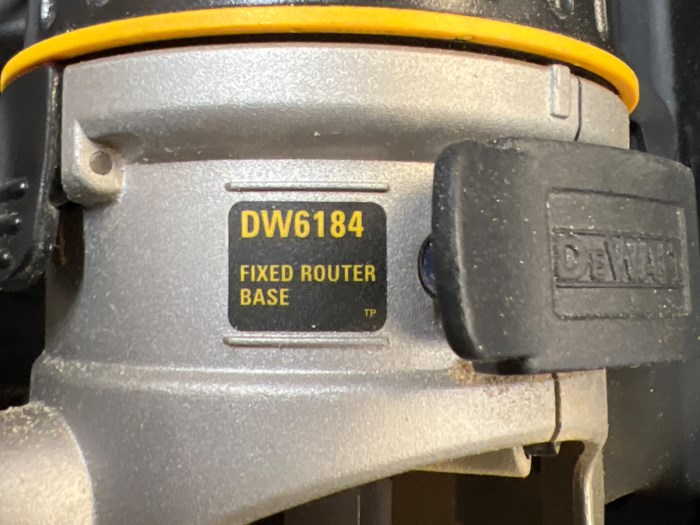 DW6184
FIXED ROUTER
BASE
TP
DEWALT